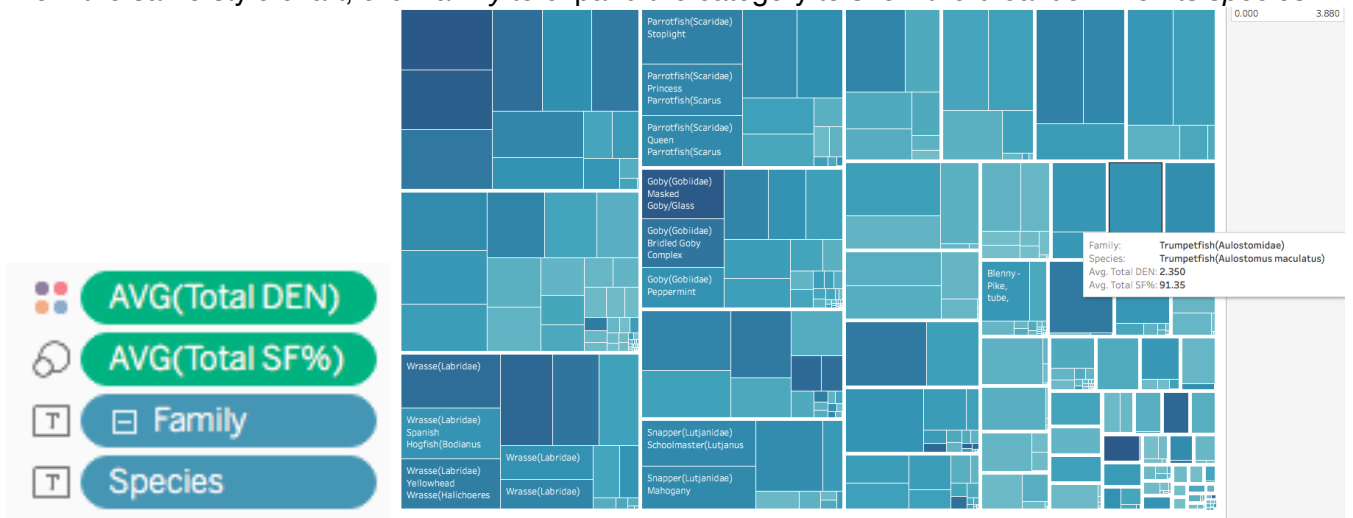 AVG(Total DEN)
AVG(Total SF%)
T
Family
T
Species
Parrotfish(Scaridae)
Stoplight
Parrotfish(Scaridae)
Princess
Parrotfish(Scarus
Parrotfish(Scaridae)
Queen
Parrotfish(Scarus
Goby(Gobiidae)
Masked
Goby/Glass
Goby(Gobiidae)
Bridled Goby
Complex
Goby(Gobiidae)
Peppermint
Wrasse(Labridae)
Wrasse(Labridae)
Spanish
Hogfish(Bodianus
Wrasse(Labridae)
Yellowhead
Wrasse(Halichoeres
Wrasse(Labridae)
Wrasse(Labridae)
Snapper(Lutjanidae)
Schoolmaster(Lutjanus
Snapper(Lutjanidae)
Mahogany
Blenny -
Pike,
tube,
Family: Trumpetfish(Aulostomidae)
Species: Trumpetfish(Aulostomus maculatus)
Avg. Total DEN: 2.350
Avg. Total SF%: 91.35
0.000 3.880